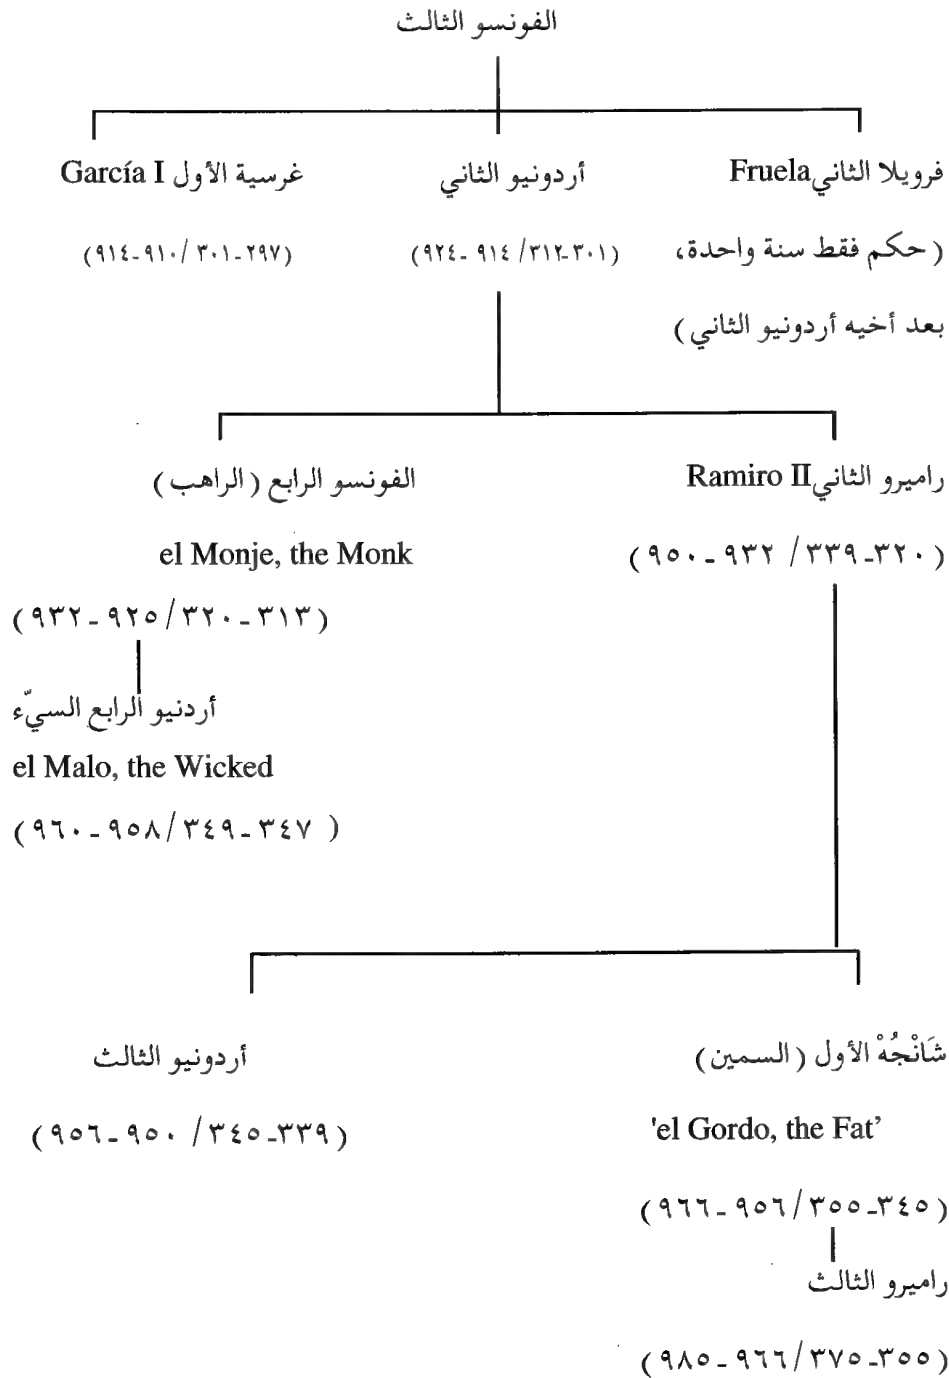 الفونسو الثالث
فرويلا الثاني Fruela
أردونيو الثاني
غرسية الأول García I
(حكم فقط سنة واحدة،
(٣٠١-٣١٢/ ٩١٤ - ٩٢٤)
(٢٩٧-٣٠١ /٩١٠-٩١٤)
بعد أخيه أردونيو الثاني)
راميرو الثاني Ramiro II
الفونسو الرابع (الراهب)
(٣٢٠-٣٣٩ / ٩٣٢ - ٩٥٠)
el Monje, the Monk
(٣١٣ - ٣٢٠/ ٩٢٥ - ٩٣٢)
أردنيو الرابع السيّء
el Malo, the Wicked
(٣٤٧ - ٣٤٩/ ٩٥٨ - ٩٦٠)
شَانْجُهْ الأول (السمين)
أردونيو الثالث
'el Gordo, the Fat’
(٣٣٩-٣٤٥ / ٩٥٠ - ٩٥٦)
(٣٤٥-٣٥٥/ ٩٥٦ - ٩٦٦)
راميرو الثالث
(٣٥٥-٣٧٥/ ٩٦٦ - ٩٨٥)